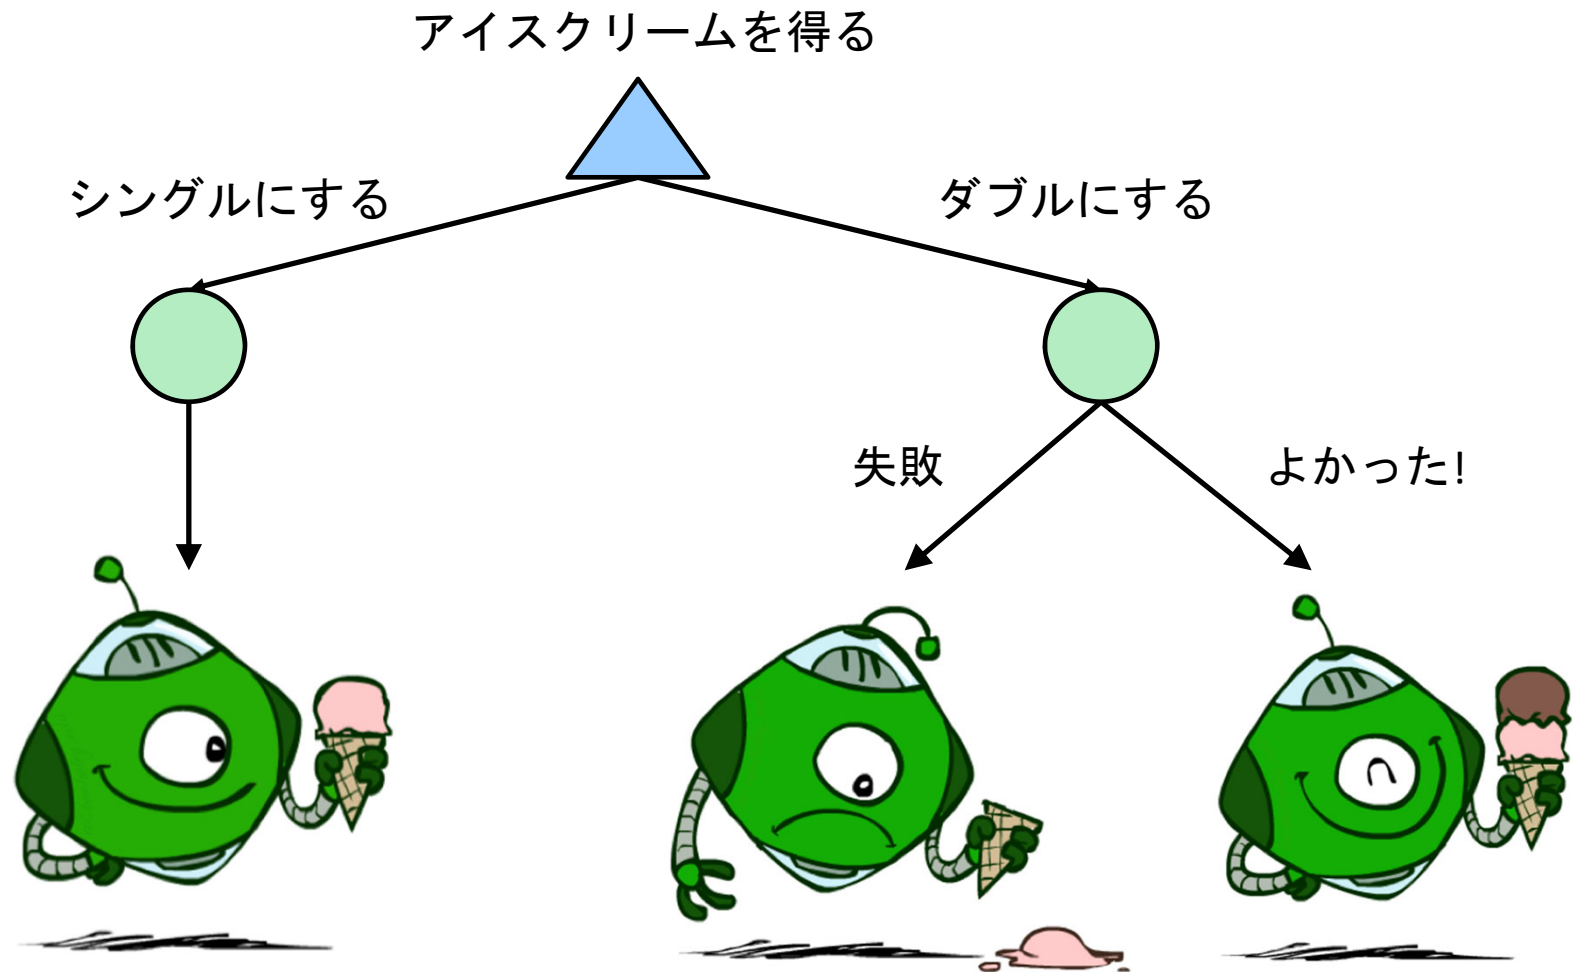 アイスクリームを得る
シングルにする
ダブルにする
失敗
よかった!